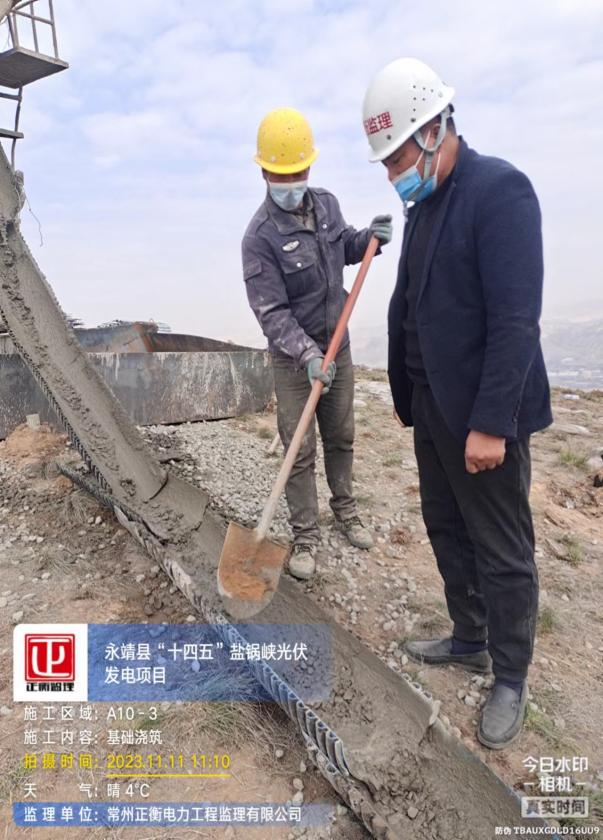 监理
永靖县“十四五”盐锅峡光伏
发电项目
正衡监理
施工区域：A10-3
施工内容：基础浇筑
拍摄时间：2023.11.11 11:10
天 气：晴 4℃
监理单位：常州正衡电力工程监理有限公司
今日水印
相机
真实时间
防伪 TBAUXGDLD16UU9